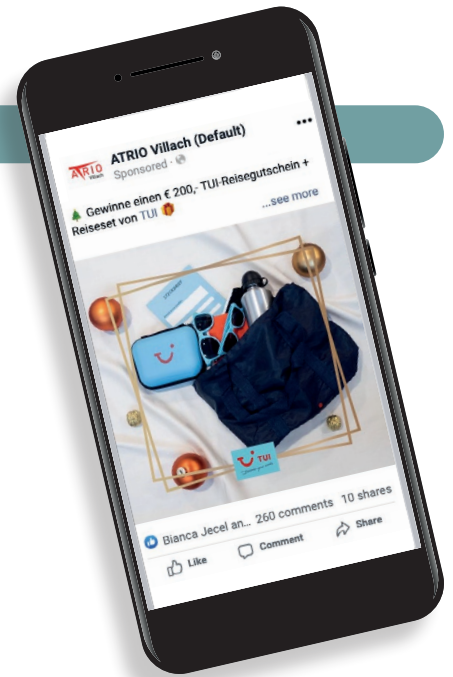 ATRIO
Villach
ATRIO Villach (Default)
Sponsored ·
Gewinne einen € 200,- TUI-Reisegutschein +
Reiseset von TUI
...see more
TUI
Bianca Jecel an... 260 comments 10 shares
Like Comment Share